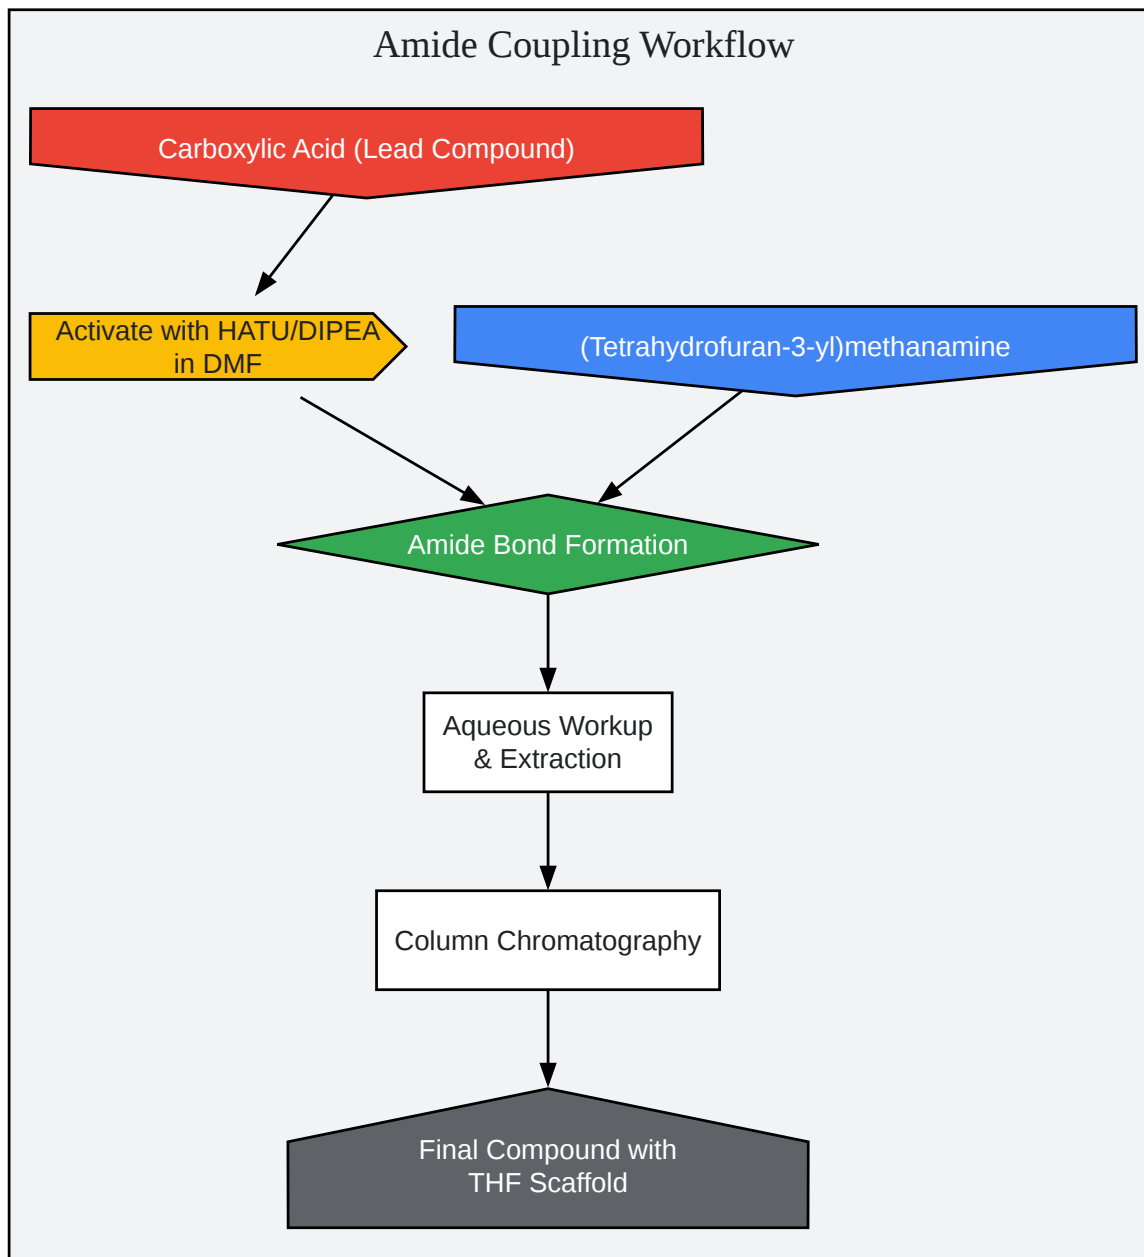 Amide Coupling Workflow
Carboxylic Acid (Lead Compound)
Activate with HATU/DIPEA
in DMF
(Tetrahydrofuran-3-yl)methanamine
Amide Bond Formation
Aqueous Workup
& Extraction
Column Chromatography
Final Compound with
THF Scaffold